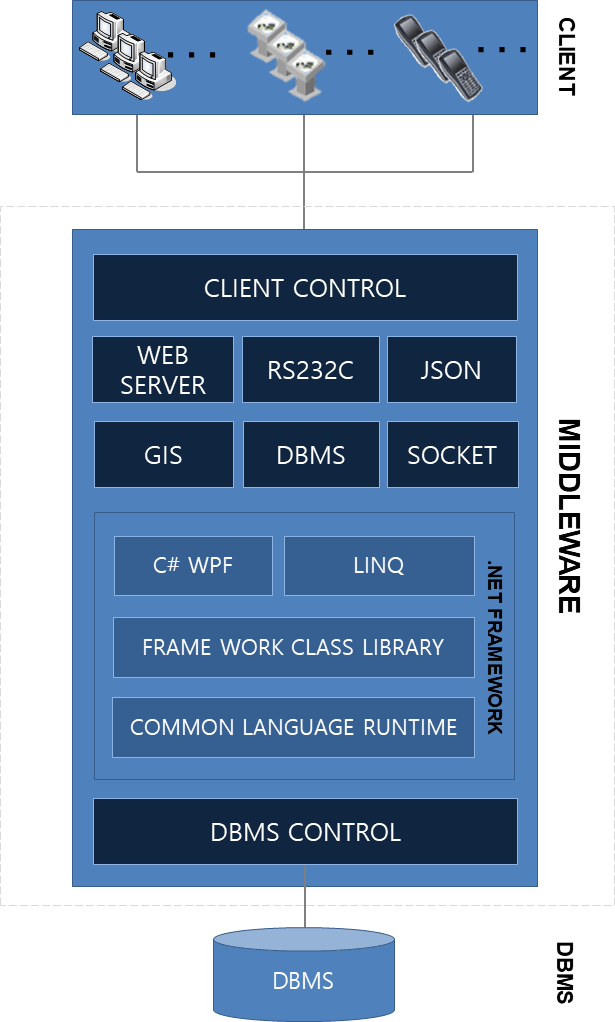 CLIENT
CLIENT CONTROL
WEB
SERVER
RS232C
JSON
GIS
DBMS
SOCKET
MIDDLEWARE
C# WPF
LINQ
.NET FRAMEWORK
FRAME WORK CLASS LIBRARY
COMMON LANGUAGE RUNTIME
DBMS CONTROL
DBMS
DBMS